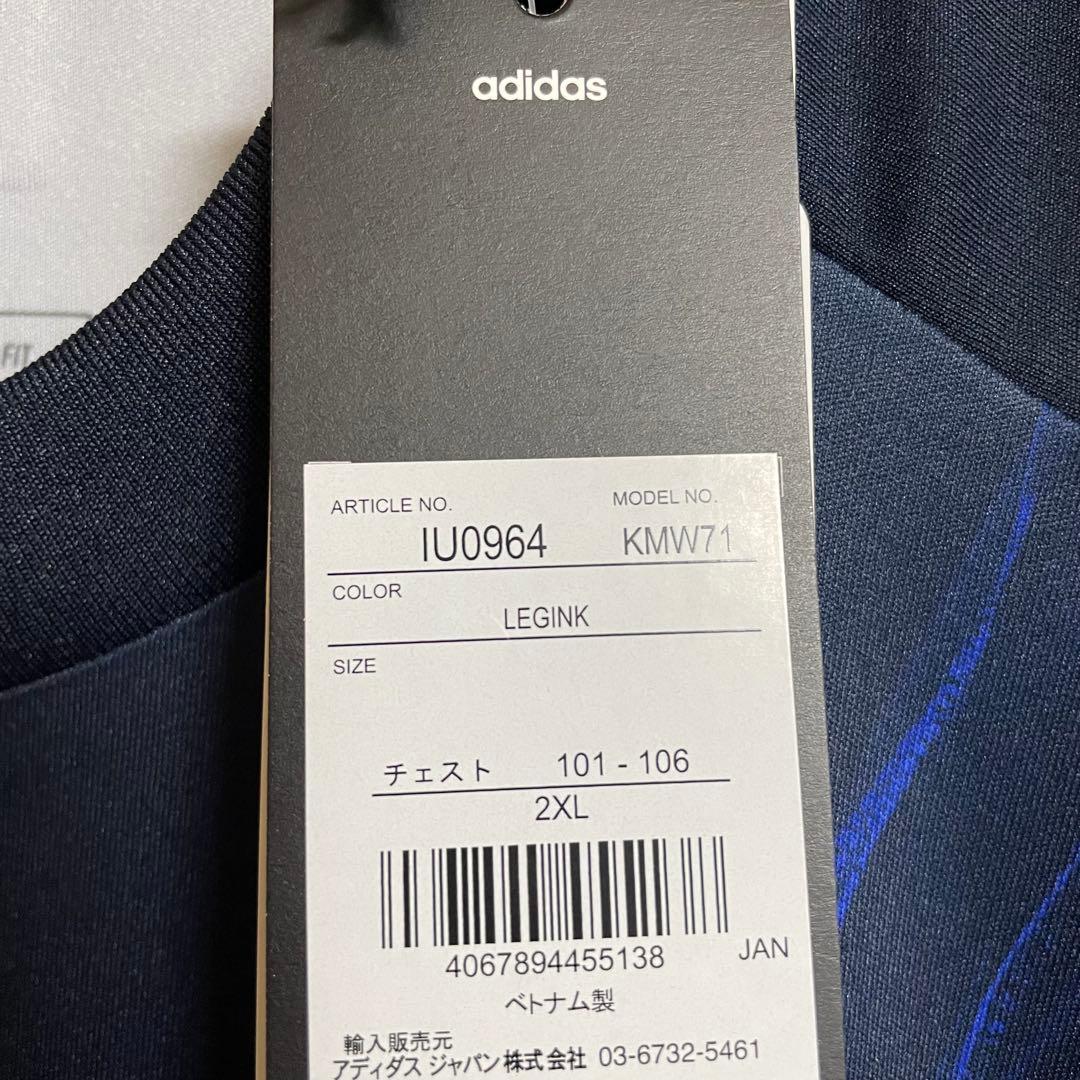 adidas
FIT
ARTICLE NO. MODEL NO.
IU0964 KMW71
COLOR
LEGINK
SIZE
チェスト 101 - 106
2XL
4067894455138 JAN
ベトナム製
輸入販売元
アディダス ジャパン株式会社 03-6732-5461